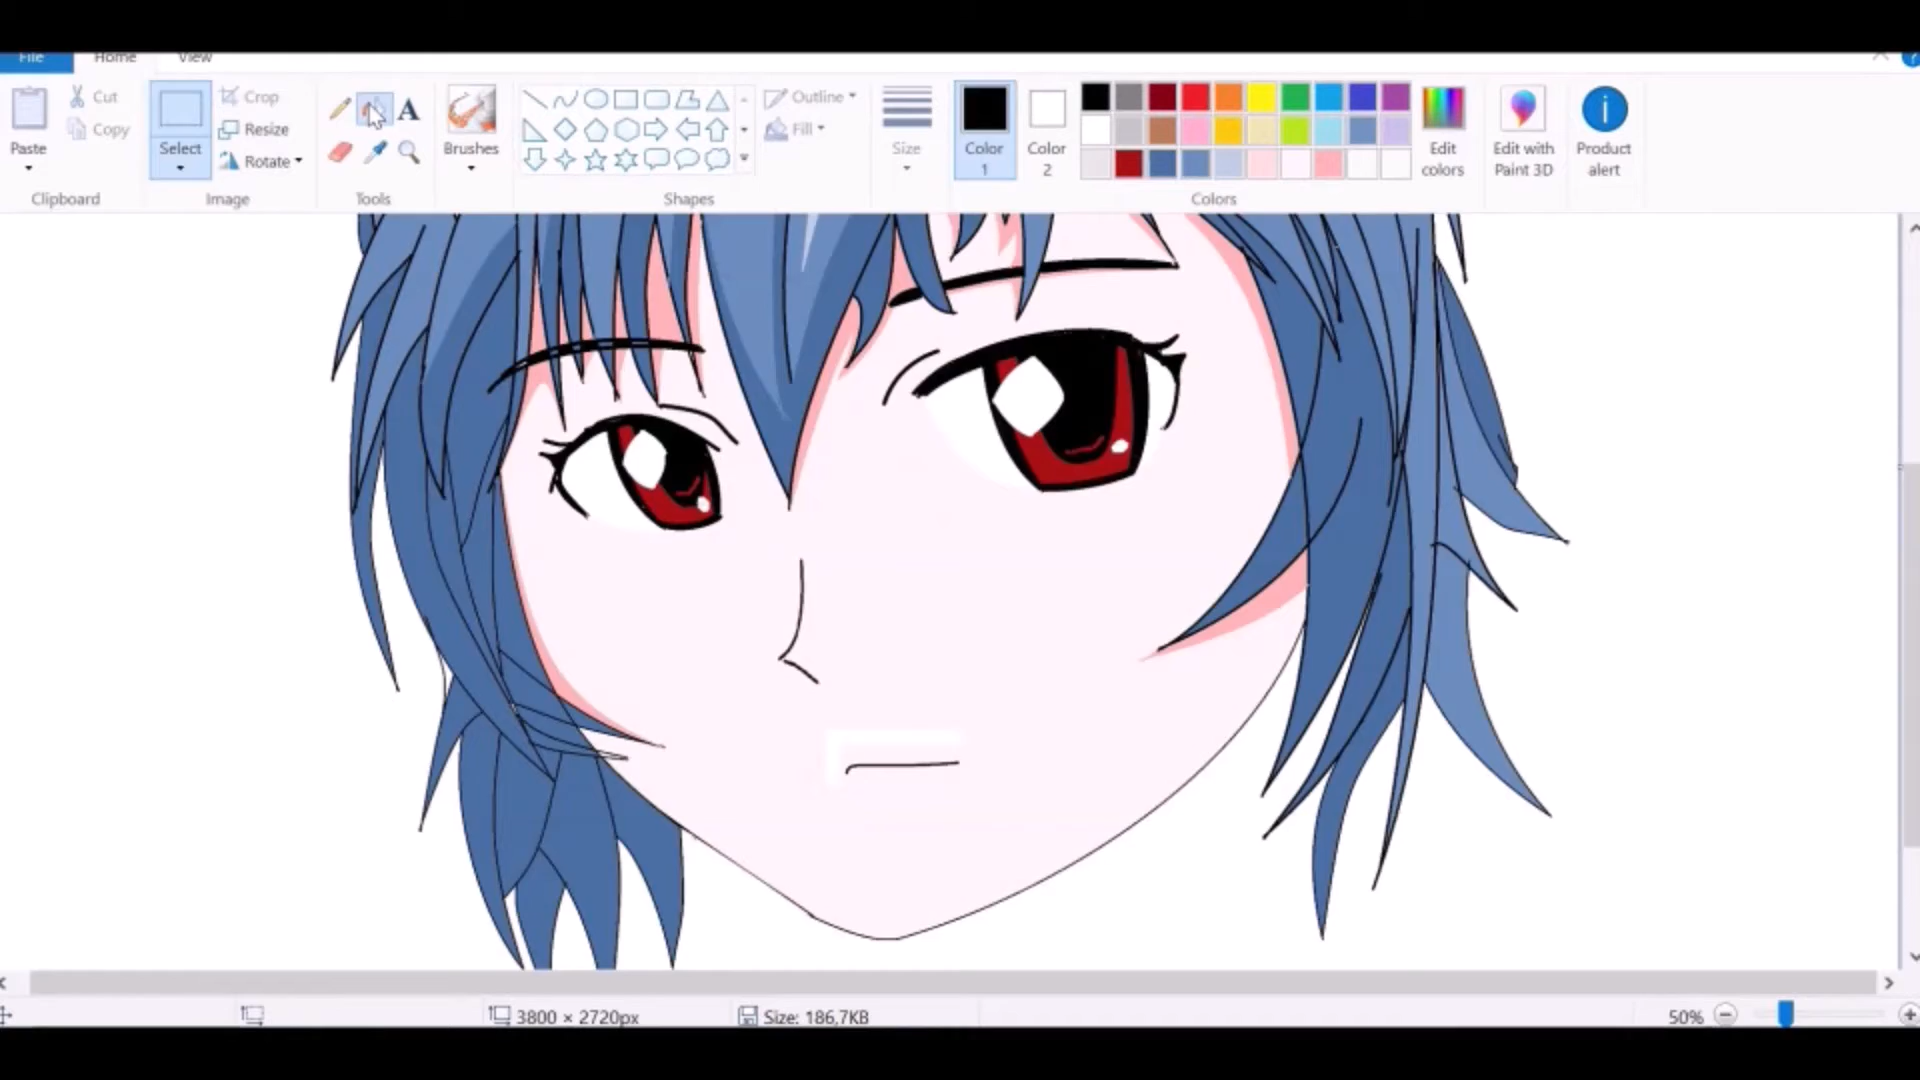 File Home View
Cut
Copy
Paste
Clipboard
Select
Crop
Resize
Rotate
Image
A
Tools
Brushes
Outline
Fill
Shapes
Size
Color
1
Color
2
Edit
colors
Colors
Edit with
Paint 3D
Product
alert
3800 × 2720px
Size: 186,7KB
50%